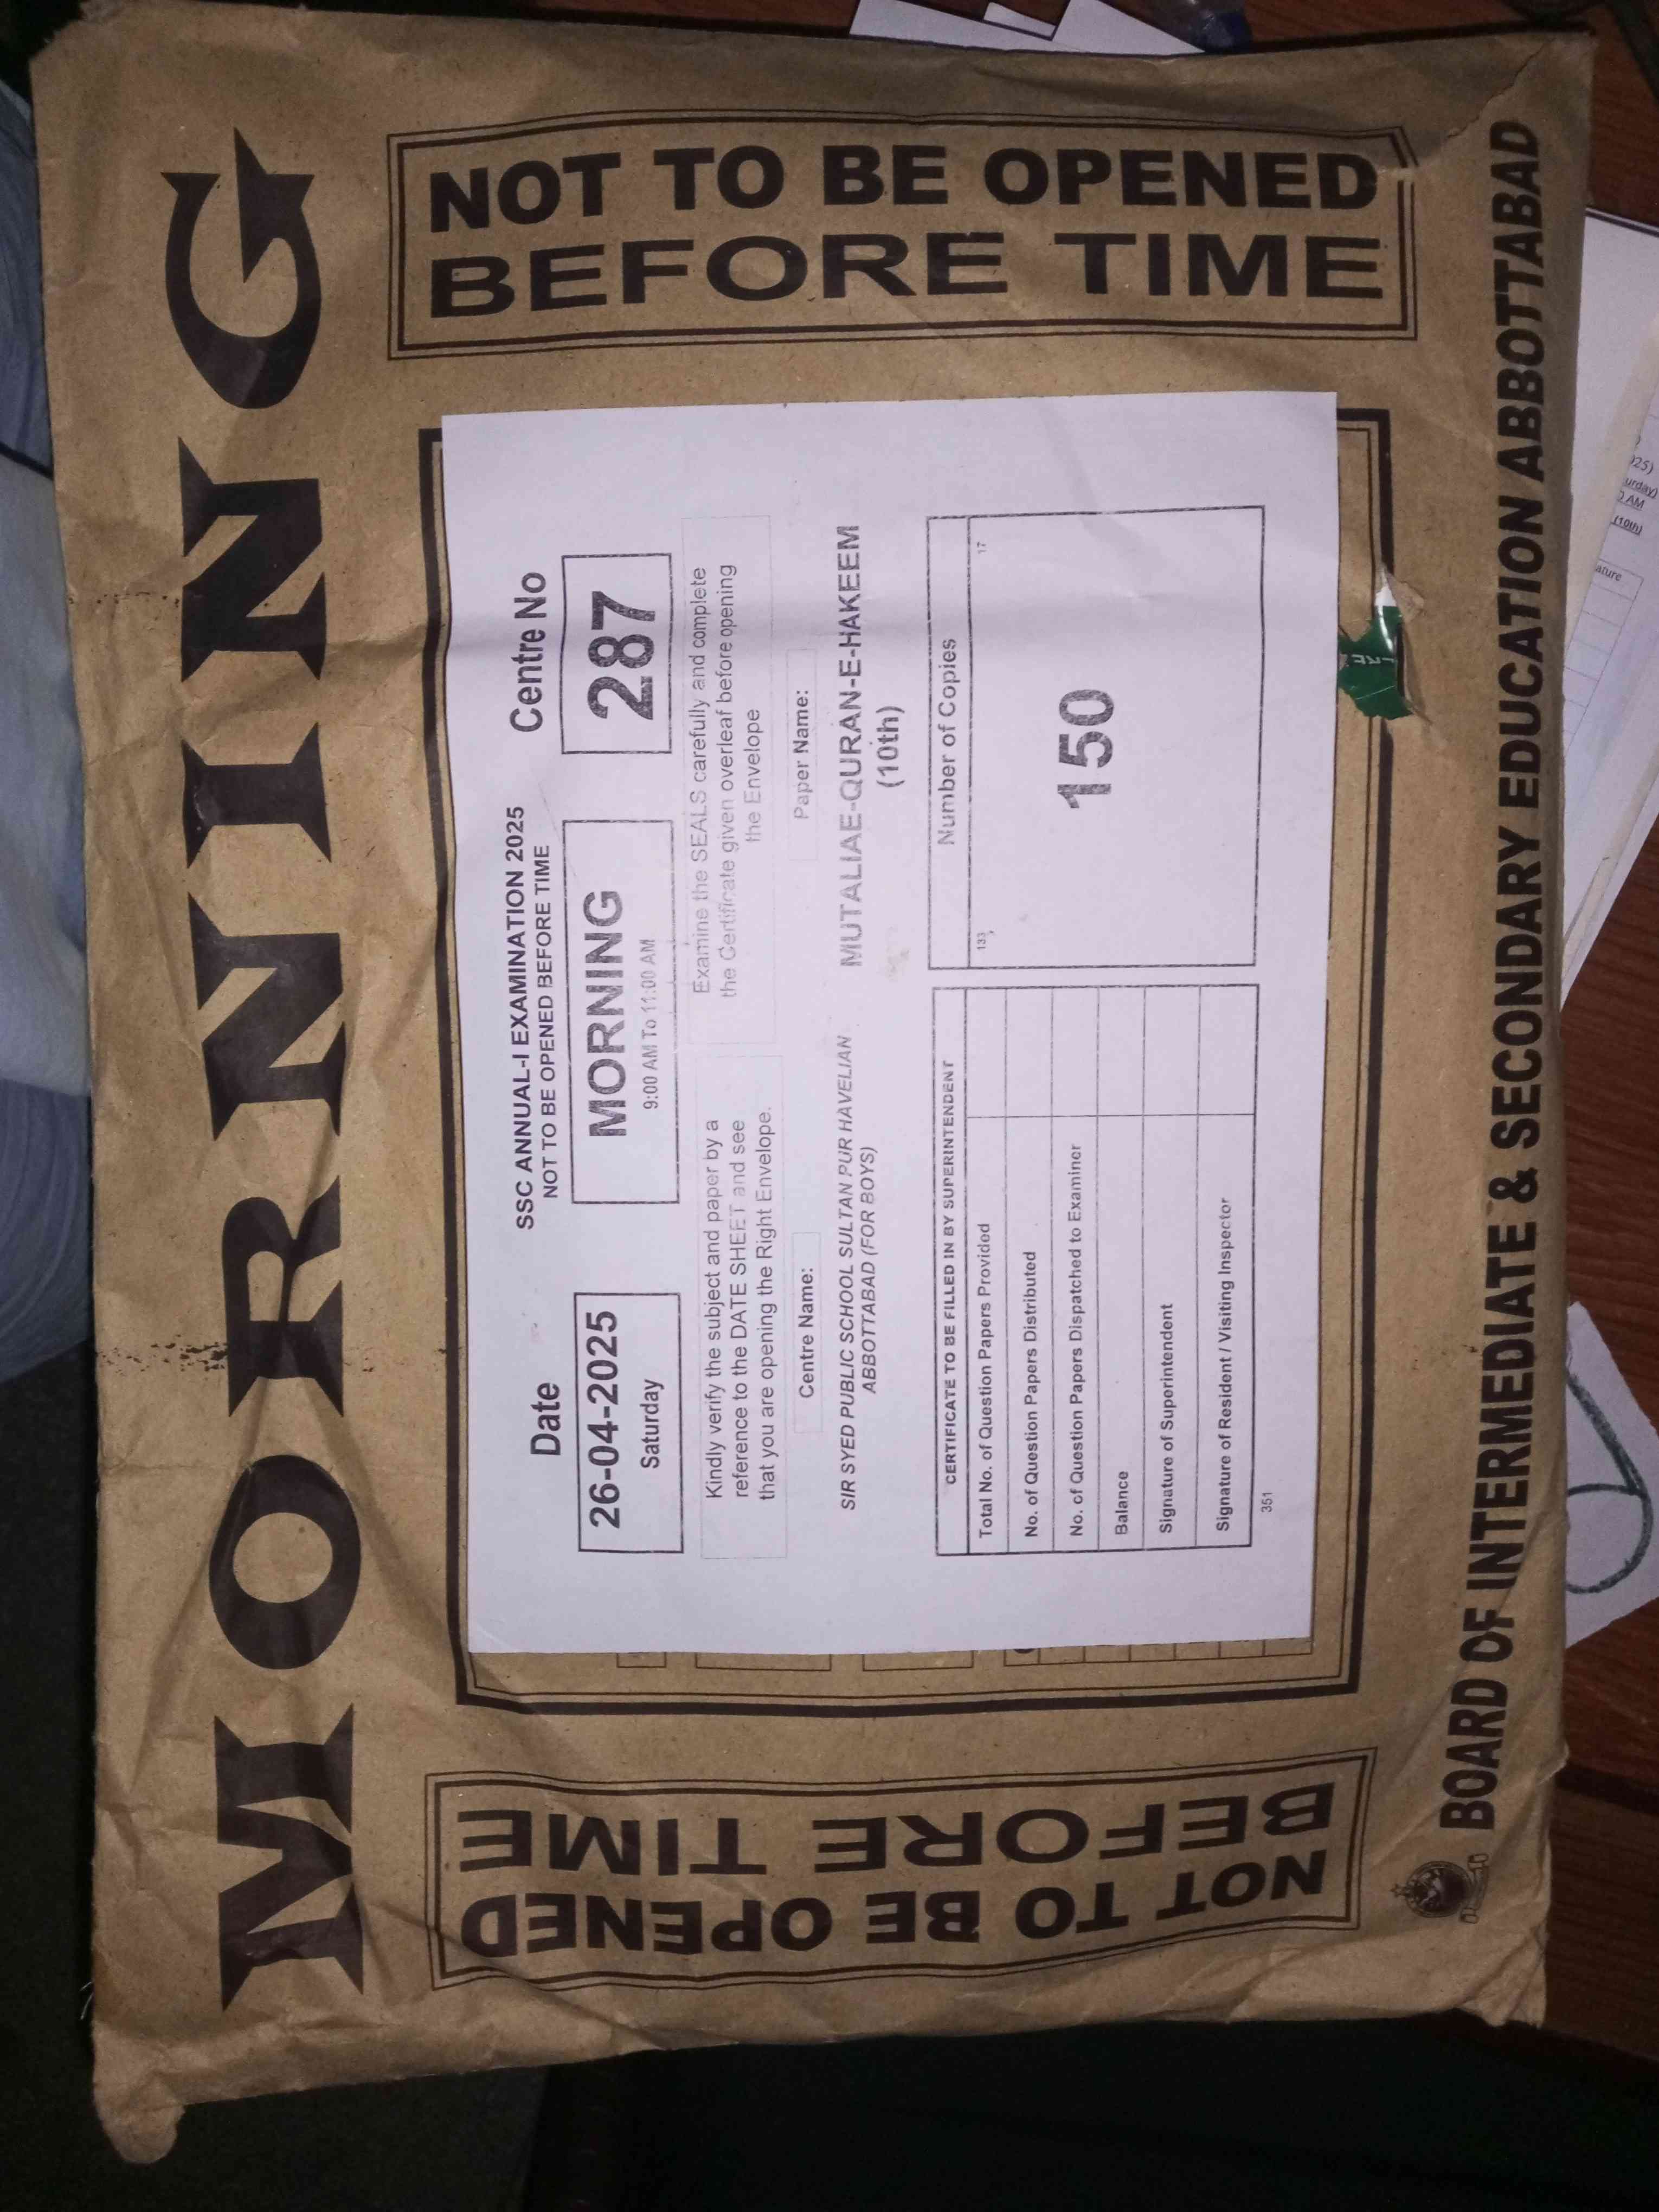 MORNING
NOT TO BE OPENED
BEFORE TIME
NOT TO BE OPENED
BEFORE TIME
SSC ANNUAL-I EXAMINATION 2025
NOT TO BE OPENED BEFORE TIME
Date
26-04-2025
Saturday
MORNING
9:00 AM To 11:00 AM
Centre No
287
Kindly verify the subject and paper by a
reference to the DATE SHEET and see
that you are opening the Right Envelope.
Examine the SEALS carefully and complete
the Certificate given overleaf before opening
the Envelope
Centre Name:
SIR SYED PUBLIC SCHOOL SULTAN PUR HAVELIAN
ABBOTTABAD (FOR BOYS)
Paper Name:
MUTALIAE-QURAN-E-HAKEEM
(10th)
CERTIFICATE TO BE FILLED IN BY SUPERINTENDENT
Total No. of Question Papers Provided
No. of Question Papers Distributed
No. of Question Papers Dispatched to Examiner
Balance
Signature of Superintendent
Signature of Resident / Visiting Inspector
351
Number of Copies
133
17
150
BOARD OF INTERMEDIATE & SECONDARY EDUCATION ABBOTTABAD
(10th)